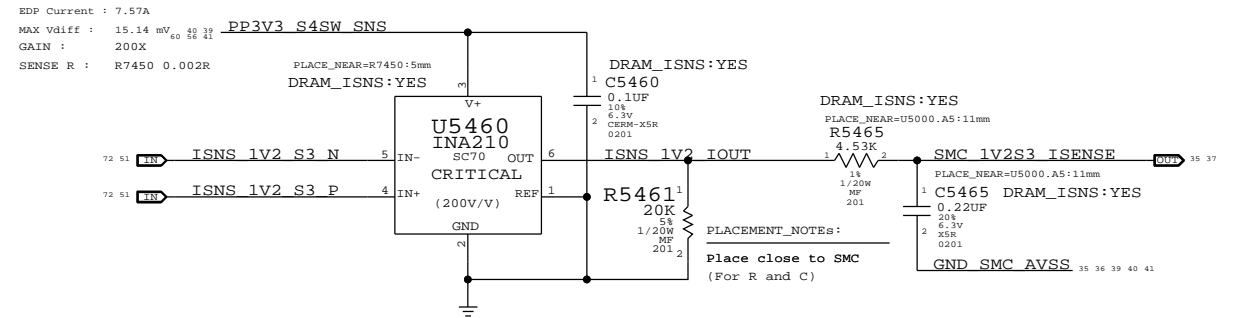 EDP Current : 7.57A
MAX Vdiff : 15.14 mV
GAIN : 200X
SENSE R : R7450 0.002R
40 39
60 56 41
PP3V3_S4SW_SNS
PLACE_NEAR=R7450:5mm
DRAM_ISNS:YES
3
V+
U5460
INA210
SC70
CRITICAL
(200V/V)
GND
2
5 IN-
4 IN+
OUT 6
REF 1
72 51 IN ISNS_1V2_S3_N
72 51 IN ISNS_1V2_S3_P
DRAM_ISNS:YES
1
C5460
0.1UF
10%
6.3V
2
CERM-X5R
0201
ISNS_1V2_IOUT
R5461
1
20K
5%
1/20W
MF
201
2
PLACEMENT_NOTEs:
Place close to SMC
(For R and C)
DRAM_ISNS:YES
PLACE_NEAR=U5000.A5:11mm
R5465
4.53K
1 2
1%
1/20W
MF
201
SMC_1V2S3_ISENSE
OUT 35 37
PLACE_NEAR=U5000.A5:11mm
1
C5465 DRAM_ISNS:YES
0.22UF
20%
6.3V
2
X5R
0201
GND_SMC_AVSS 35 36 39 40 41